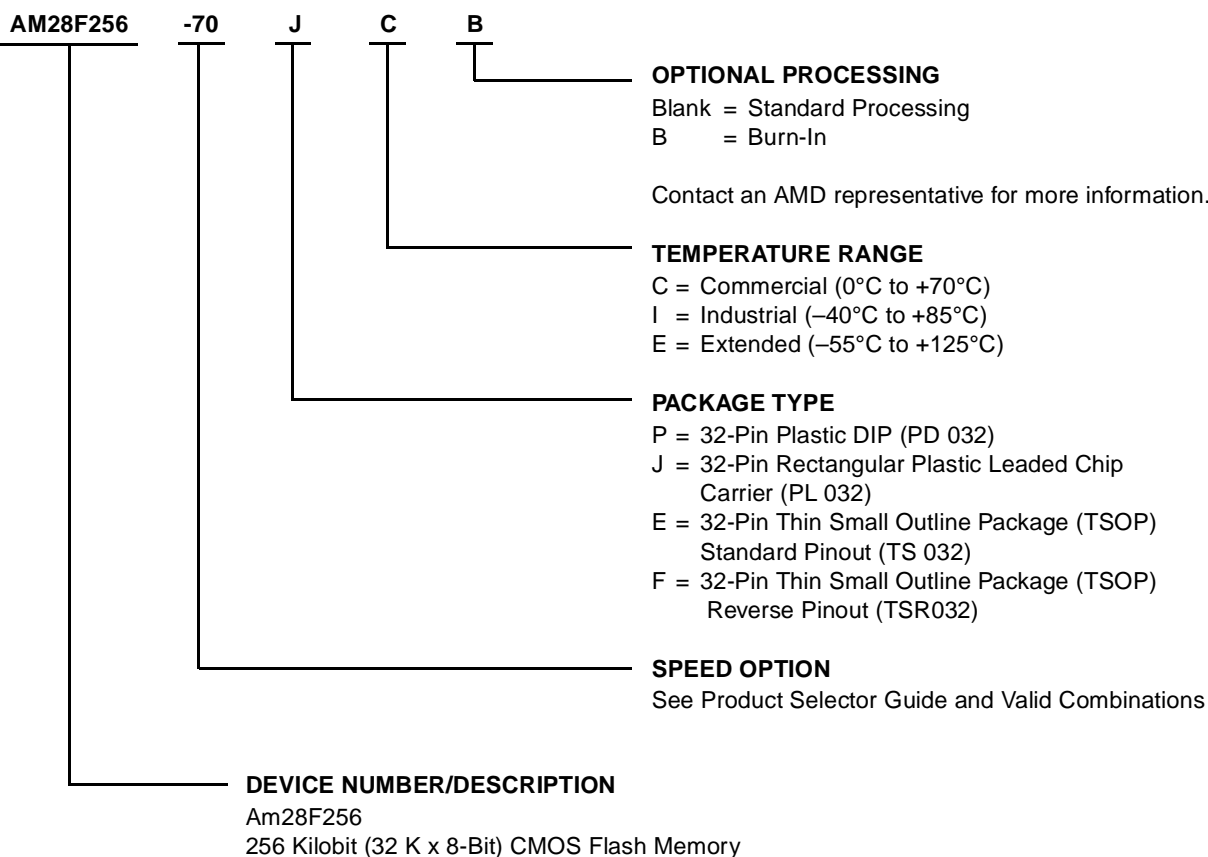 AM28F256 -70 J C B
OPTIONAL PROCESSING
Blank = Standard Processing
B = Burn-In
Contact an AMD representative for more information.
TEMPERATURE RANGE
C = Commercial (0°C to +70°C)
I = Industrial (–40°C to +85°C)
E = Extended (–55°C to +125°C)
PACKAGE TYPE
P = 32-Pin Plastic DIP (PD 032)
J = 32-Pin Rectangular Plastic Leaded Chip
Carrier (PL 032)
E = 32-Pin Thin Small Outline Package (TSOP)
Standard Pinout (TS 032)
F = 32-Pin Thin Small Outline Package (TSOP)
Reverse Pinout (TSR032)
SPEED OPTION
See Product Selector Guide and Valid Combinations
DEVICE NUMBER/DESCRIPTION
Am28F256
256 Kilobit (32 K x 8-Bit) CMOS Flash Memory